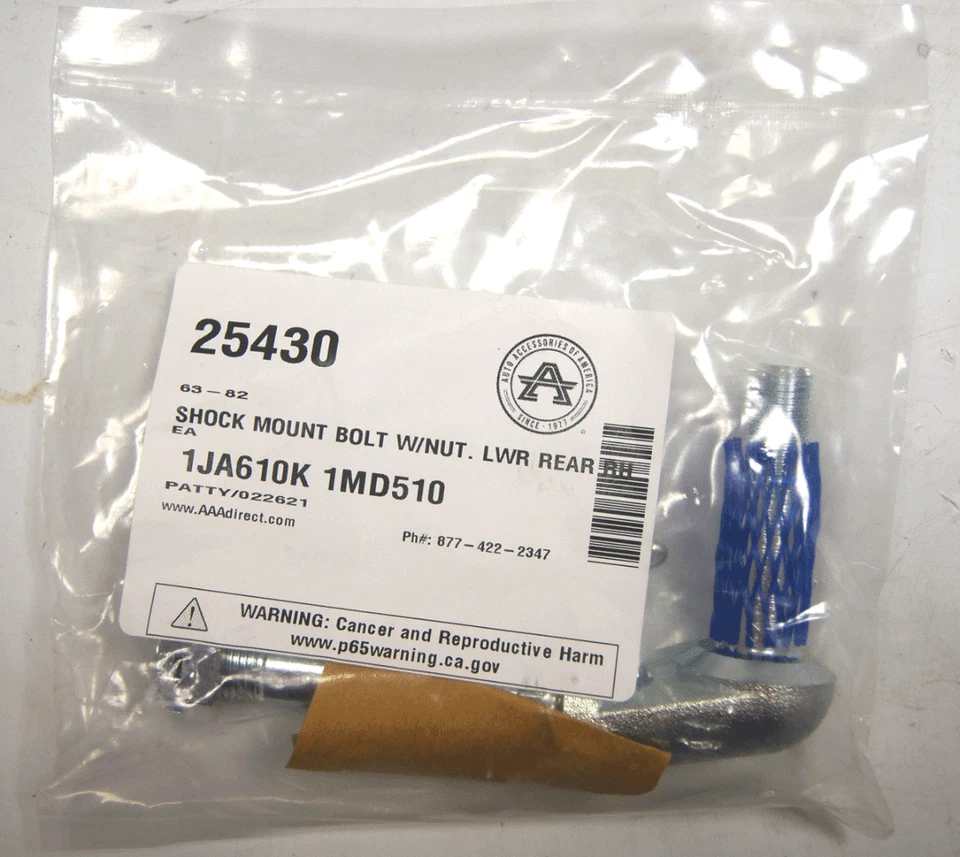 25430
AUTO ACCESSORIES OF AMERICA
SINCE - 1977
63-82
SHOCK MOUNT BOLT W/NUT. LWR REAR RH
EA
1JA610K 1MD510
PATTY/022621
www.AAAdirect.com
Ph#: 877-422-2347
WARNING: Cancer and Reproductive Harm
www.p65warning.ca.gov